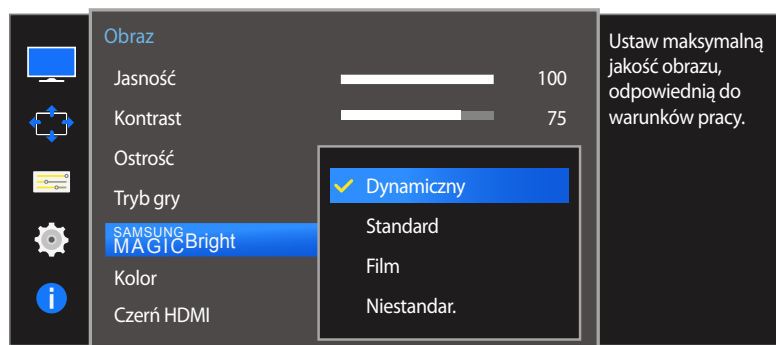 Obraz
Jasność 100
Kontrast 75
Ostrość
Tryb gry
SAMSUNG
MAGICBright
Kolor
Czerń HDMI
Dynamiczny
Standard
Film
Niestandar.
Ustaw maksymalną
jakość obrazu,
odpowiednią do
warunków pracy.